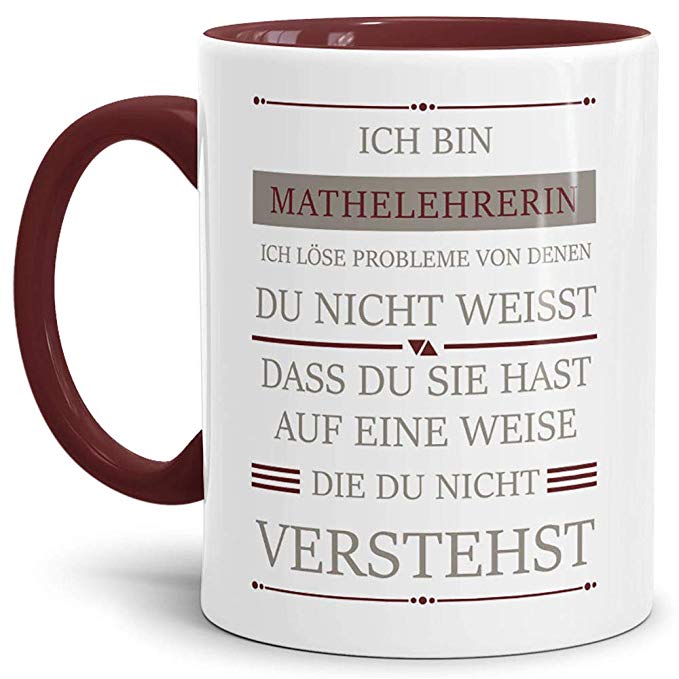 ICH BIN
MATHELEHRERIN
ICH LÖSE PROBLEME VON DENEN
DU NICHT WEISST
DASS DU SIE HAST
AUF EINE WEISE
DIE DU NICHT
VERSTEHST